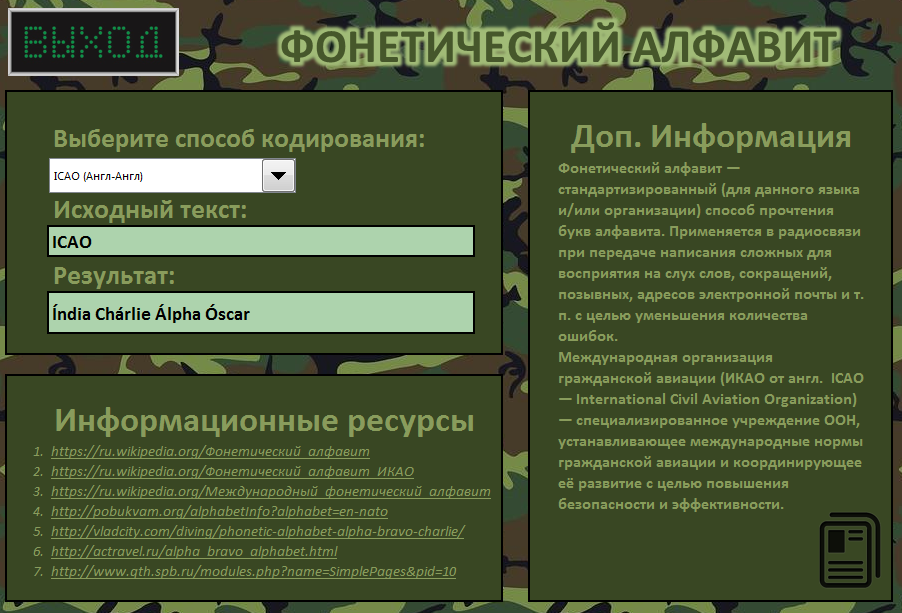 ВЫХОД
ФОНЕТИЧЕСКИЙ АЛФАВИТ
Выберите способ кодирования:
ICAO (Англ-Англ)
Исходный текст:
ICAO
Результат:
Índia Chárlie Álpha Óscar
Информационные ресурсы
1. https://ru.wikipedia.org/Фонетический_алфавит
2. https://ru.wikipedia.org/Фонетический_алфавит_ИКАО
3. https://ru.wikipedia.org/Международный_фонетический_алфавит
4. http://pobukvam.org/alphabetInfo?alphabet=en-nato
5. http://vladcity.com/diving/phonetic-alphabet-alpha-bravo-charlie/
6. http://actravel.ru/alpha_bravo_alphabet.html
7. http://www.qth.spb.ru/modules.php?name=SimplePages&pid=10
Доп. Информация
Фонетический алфавит —
стандартизированный (для данного языка
и/или организации) способ прочтения
букв алфавита. Применяется в радиосвязи
при передаче написания сложных для
восприятия на слух слов, сокращений,
позывных, адресов электронной почты и т.
п. с целью уменьшения количества
ошибок.
Международная организация
гражданской авиации (ИКАО от англ. ICAO
— International Civil Aviation Organization)
— специализированное учреждение ООН,
устанавливающее международные нормы
гражданской авиации и координирующее
её развитие с целью повышения
безопасности и эффективности.